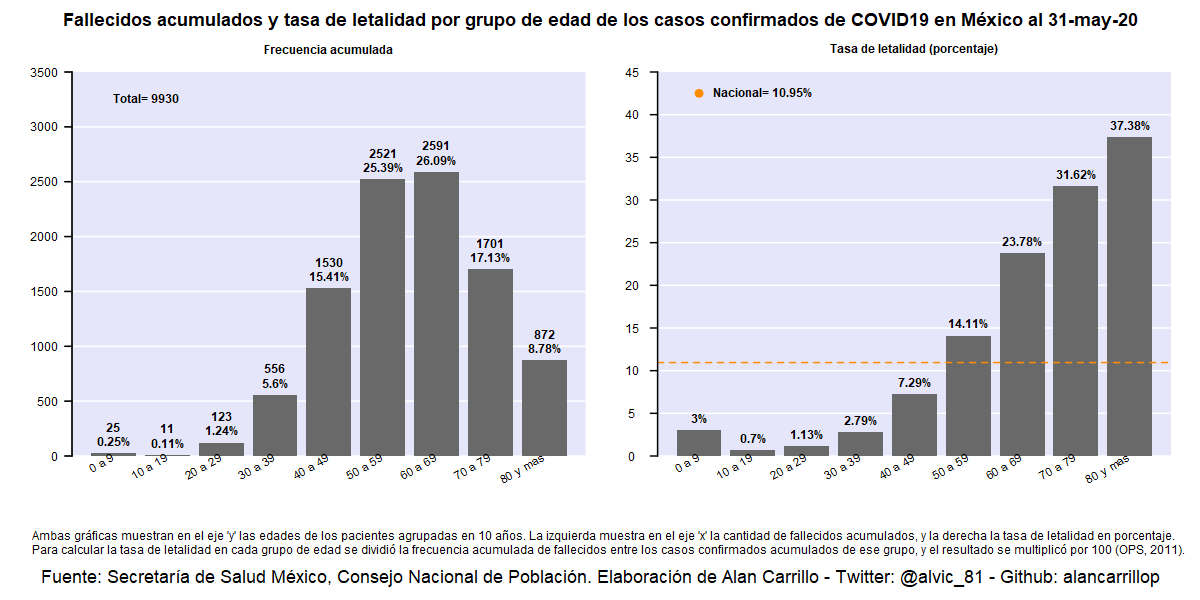 Fallecidos acumulados y tasa de letalidad por grupo de edad de los casos confirmados de COVID19 en México al 31-may-20
Frecuencia acumulada
3500
3000
2500
2000
1500
1000
500
0
Total= 9930
25
0.25%
11
0.11%
123
1.24%
556
5.6%
1530
15.41%
2521
25.39%
2591
26.09%
1701
17.13%
872
8.78%
0 a 9
10 a 19
20 a 29
30 a 39
40 a 49
50 a 59
60 a 69
70 a 79
80 y mas
Tasa de letalidad (porcentaje)
45
40
35
30
25
20
15
10
5
0
Nacional= 10.95%
3%
0.7%
1.13%
2.79%
7.29%
14.11%
23.78%
31.62%
37.38%
0 a 9
10 a 19
20 a 29
30 a 39
40 a 49
50 a 59
60 a 69
70 a 79
80 y mas
Ambas gráficas muestran en el eje 'y' las edades de los pacientes agrupadas en 10 años. La izquierda muestra en el eje 'x' la cantidad de fallecidos acumulados, y la derecha la tasa de letalidad en porcentaje.
Para calcular la tasa de letalidad en cada grupo de edad se dividió la frecuencia acumulada de fallecidos entre los casos confirmados acumulados de ese grupo, y el resultado se multiplicó por 100 (OPS, 2011).
Fuente: Secretaría de Salud México, Consejo Nacional de Población. Elaboración de Alan Carrillo - Twitter: @alvic_81 - Github: alancarrillop